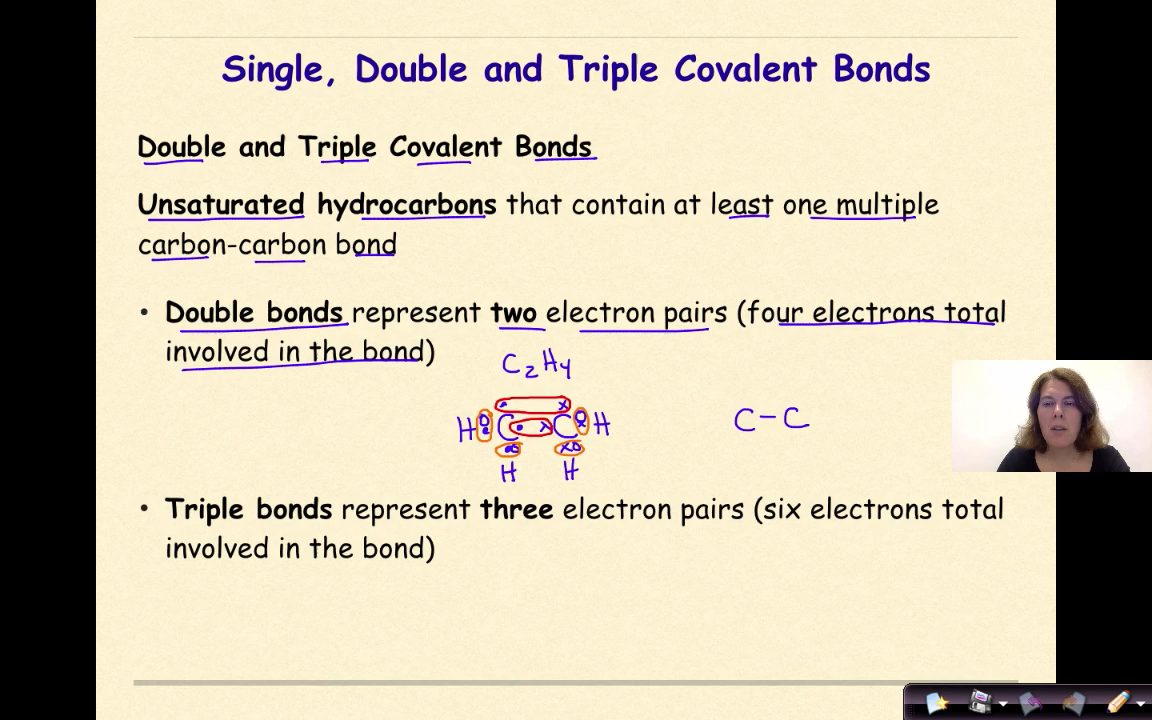 Single, Double and Triple Covalent Bonds
Double and Triple Covalent Bonds
Unsaturated hydrocarbons that contain at least one multiple
carbon-carbon bond
• Double bonds represent two electron pairs (four electrons total
involved in the bond)
C₂H₄
H C C H
C-C
H H
• Triple bonds represent three electron pairs (six electrons total
involved in the bond)